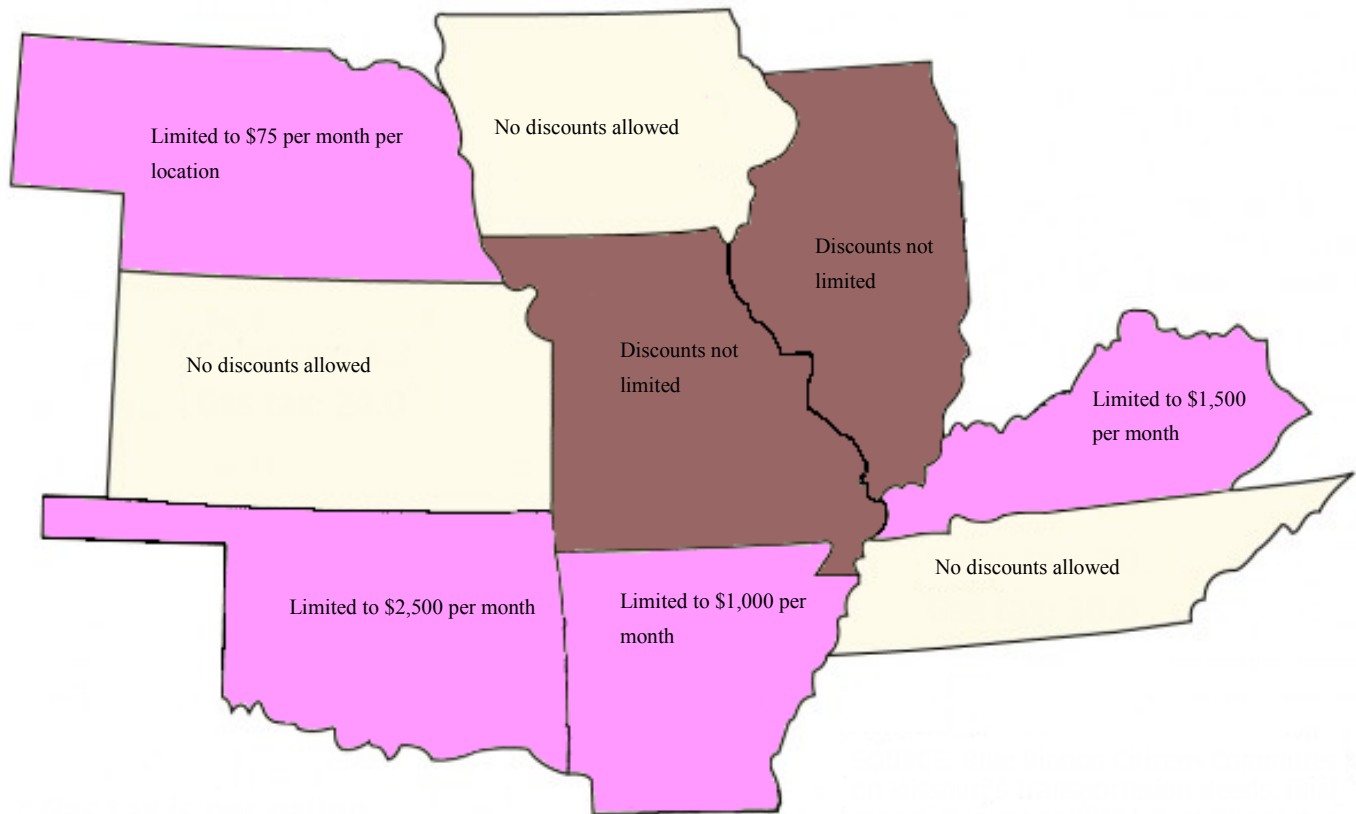 Limited to $75 per month per
location
No discounts allowed
Discounts not
limited
No discounts allowed
Discounts not
limited
Limited to $1,500
per month
No discounts allowed
Limited to $2,500 per month
Limited to $1,000 per
month